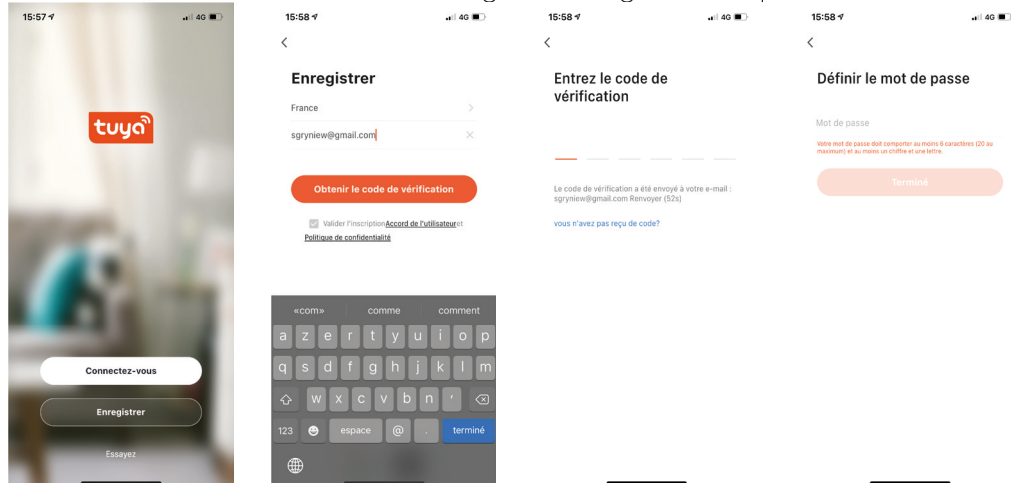 15:57
4G
tuya
Connectez-vous
Enregistrer
Essayez
15:58
4G
Enregistrer
France
sgryniew@gmail.com
Obtenir le code de vérification
Valider l'inscriptionAccord de l'utilisateuret
Politique de confidentialité
«com» comme comment
a z e r t y u i o p
q s d f g h j k l m
w x c v b n ′
123 espace @ . terminé
15:58
4G
Entrez le code de
vérification
Le code de vérification a été envoyé à votre e-mail :
sgryniew@gmail.com Renvoyer (52s)
vous n'avez pas reçu de code?
15:58
4G
Définir le mot de passe
Mot de passe
Votre mot de passe doit comporter au moins 6 caractères (20 au
maximum) et au moins un chiffre et une lettre.
Terminé